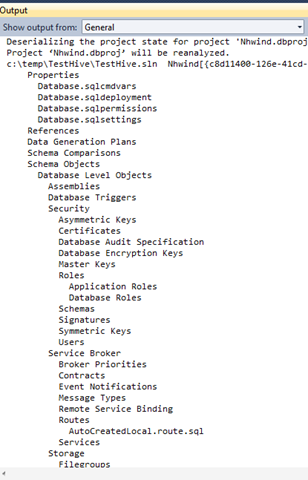 Output
Show output from: General
Deserializing the project state for project 'Nhwind.dbproj
Project 'Nhwind.dbproj' will be reanalyzed.
c:\temp\TestHive\TestHive.sln  Nhwind[{c8d11400-126e-41cd-
Properties
Database.sqlcmdvars
Database.sqldeployment
Database.sqlpermissions
Database.sqlsettings
References
Data Generation Plans
Schema Comparisons
Schema Objects
Database Level Objects
Assemblies
Database Triggers
Security
Asymmetric Keys
Certificates
Database Audit Specification
Database Encryption Keys
Master Keys
Roles
Application Roles
Database Roles
Schemas
Signatures
Symmetric Keys
Users
Service Broker
Broker Priorities
Contracts
Event Notifications
Message Types
Remote Service Binding
Routes
AutoCreatedLocal.route.sql
Services
Storage
Filegroups